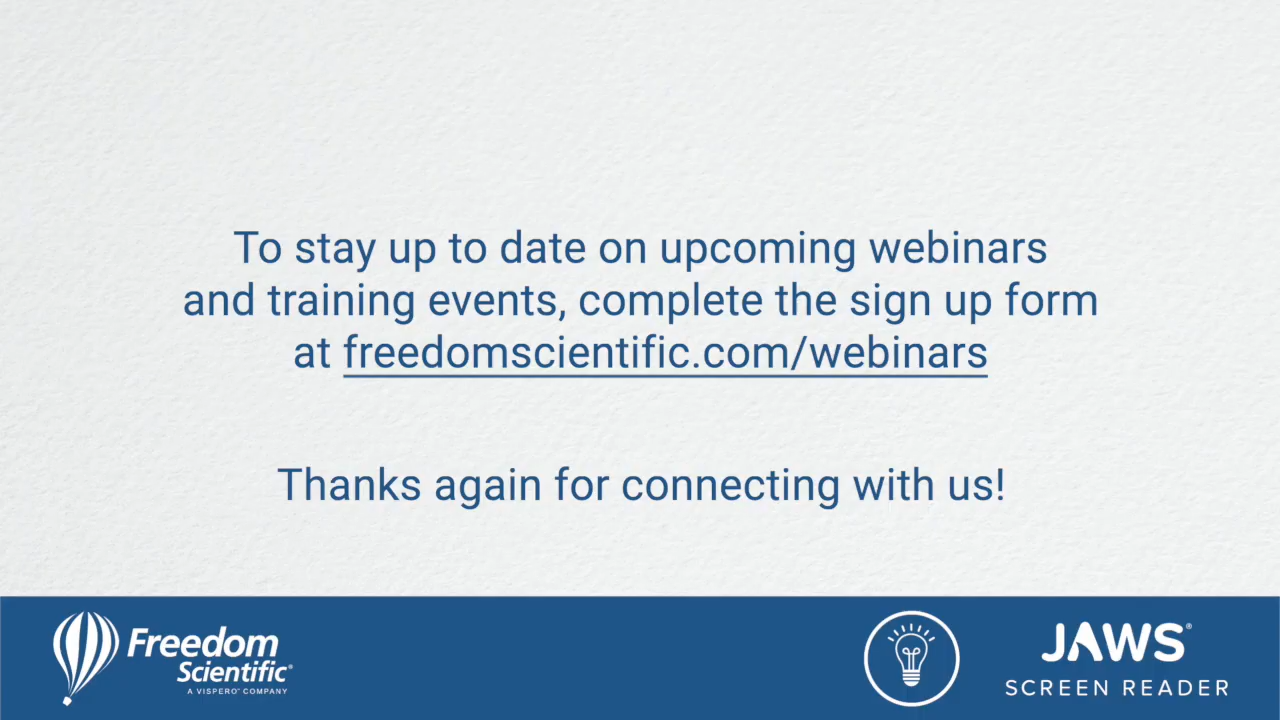 To stay up to date on upcoming webinars
and training events, complete the sign up form
at freedomscientific.com/webinars
Thanks again for connecting with us!
Freedom
Scientific®
A VISPERO™ COMPANY
JAWS®
SCREEN READER